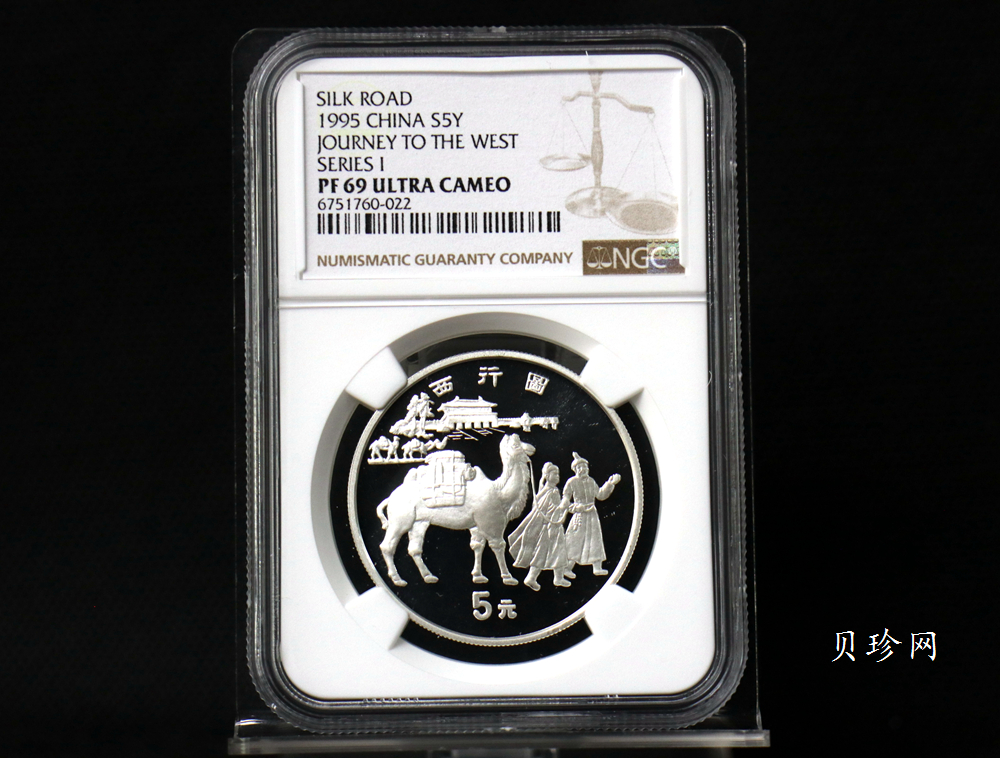 SILK ROAD
1995 CHINA S5Y
JOURNEY TO THE WEST
SERIES I
PF 69 ULTRA CAMEO
6751760-022
NUMISMATIC GUARANTY COMPANY
NGC
西行圖
5元
贝珍网